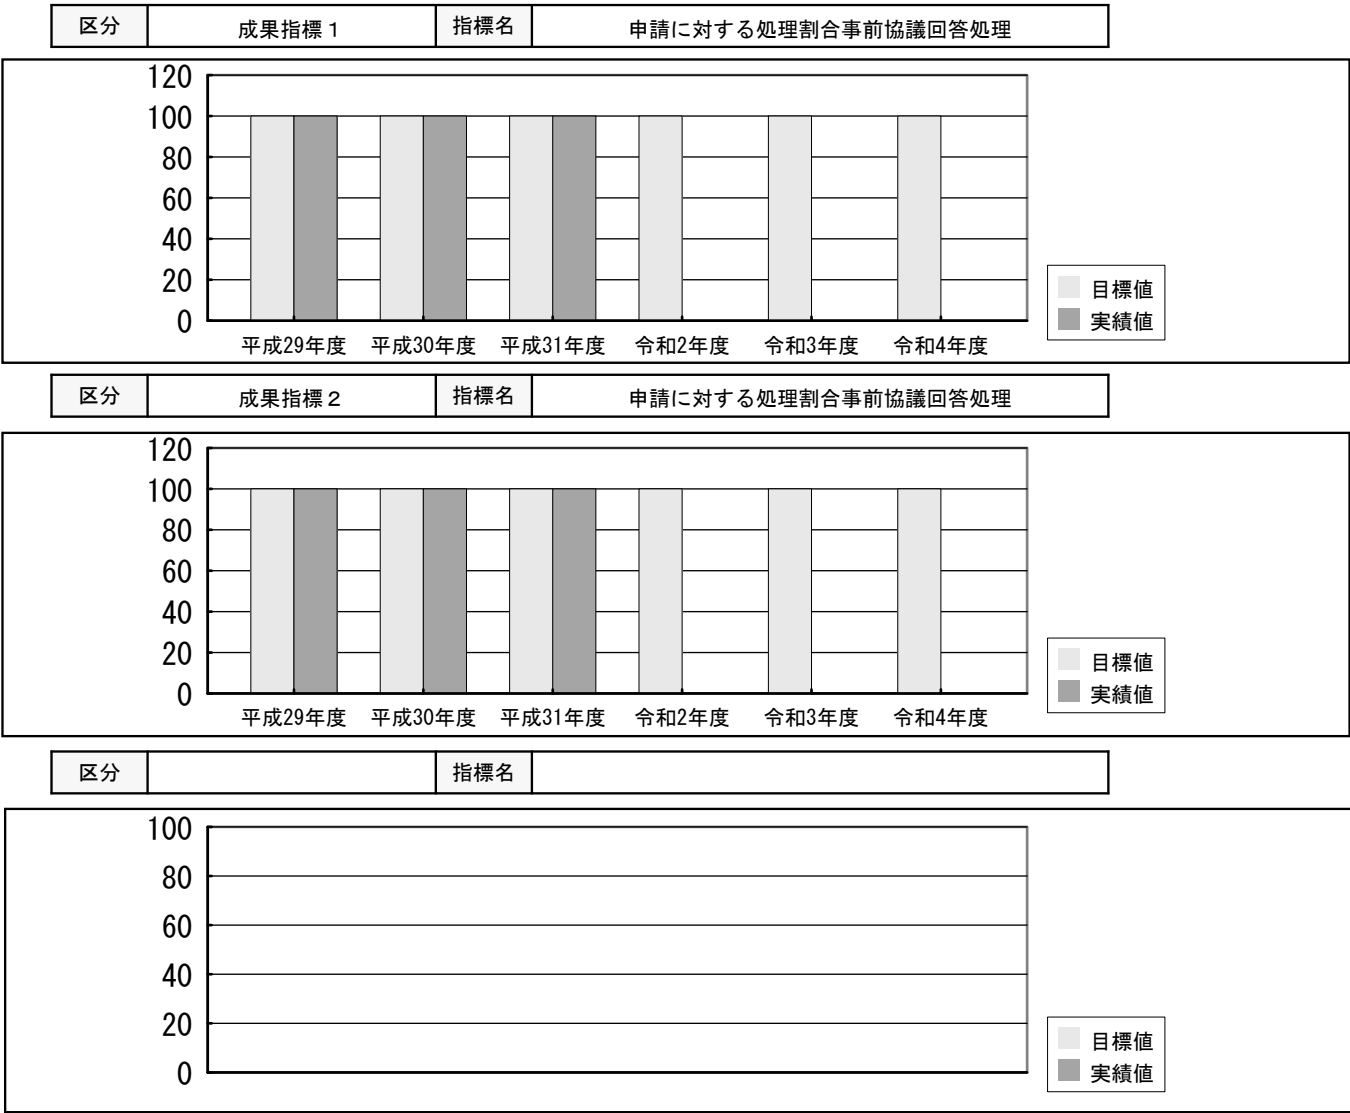 区分 成果指標１ 指標名 申請に対する処理割合事前協議回答処理
120
100
80
60
40
20
0
平成29年度 平成30年度 平成31年度 令和2年度 令和3年度 令和4年度
目標値
実績値
区分 成果指標２ 指標名 申請に対する処理割合事前協議回答処理
120
100
80
60
40
20
0
平成29年度 平成30年度 平成31年度 令和2年度 令和3年度 令和4年度
目標値
実績値
区分 指標名
100
80
60
40
20
0
目標値
実績値